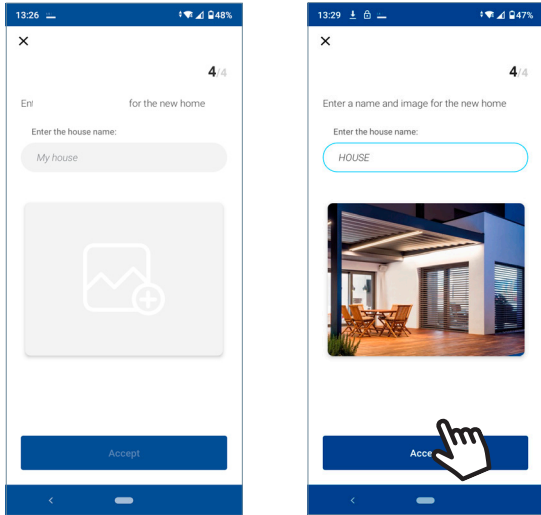 13:26
48%
4/4
Ent for the new home
Enter the house name:
My house
Accept
13:29
47%
4/4
Enter a name and image for the new home
Enter the house name:
HOUSE
Acce